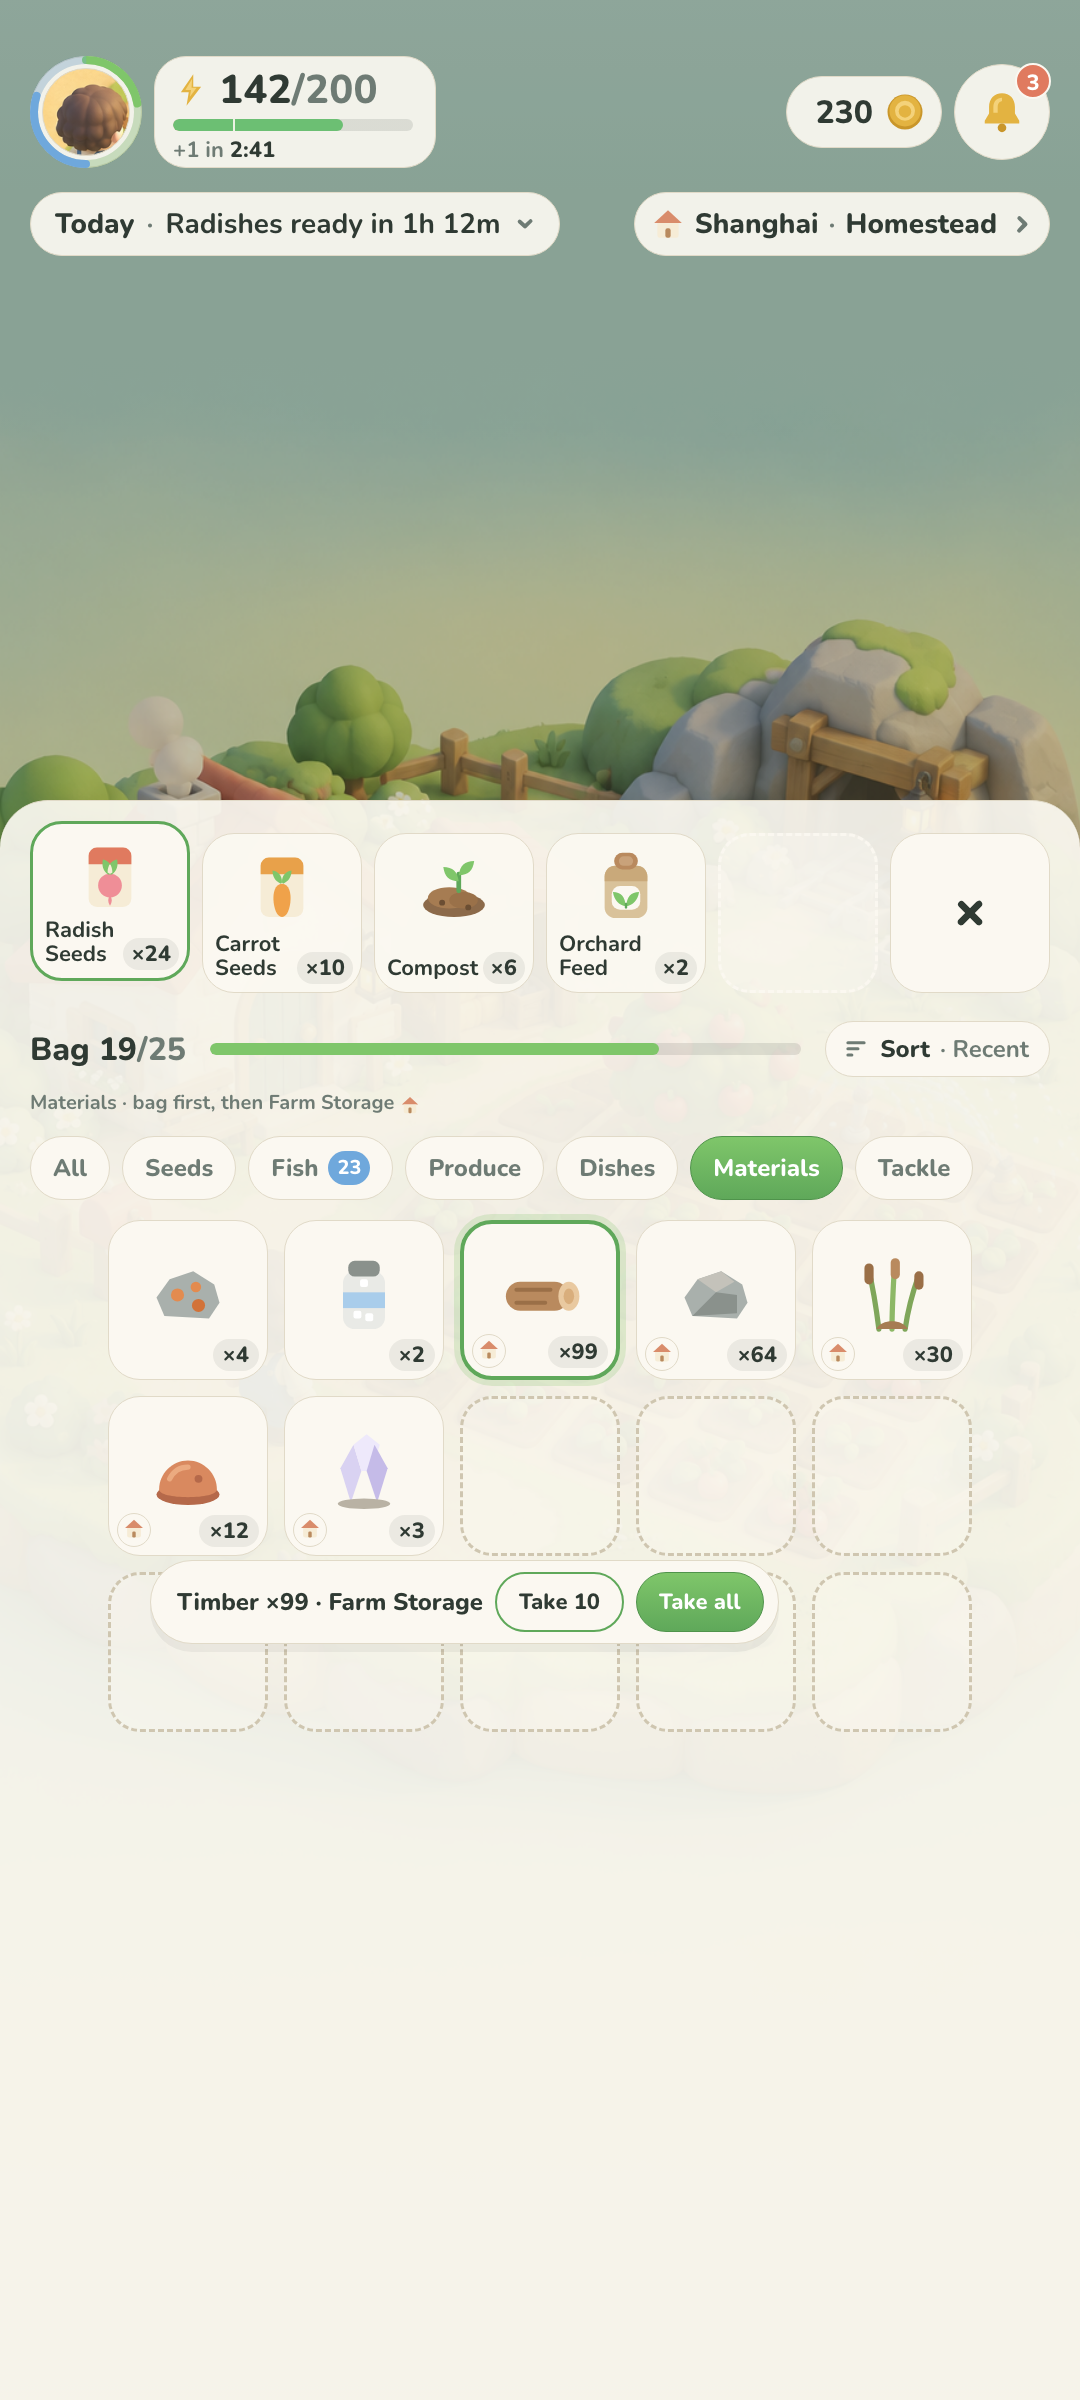 142/200
+1 in 2:41
230
3
Today · Radishes ready in 1h 12m
Shanghai · Homestead
Radish
Seeds ×24
Carrot
Seeds ×10
Compost ×6
Orchard
Feed ×2
Bag 19/25
Sort · Recent
Materials · bag first, then Farm Storage
All
Seeds
Fish 23
Produce
Dishes
Materials
Tackle
×4
×2
×99
×64
×30
×12
×3
Timber ×99 · Farm Storage
Take 10
Take all